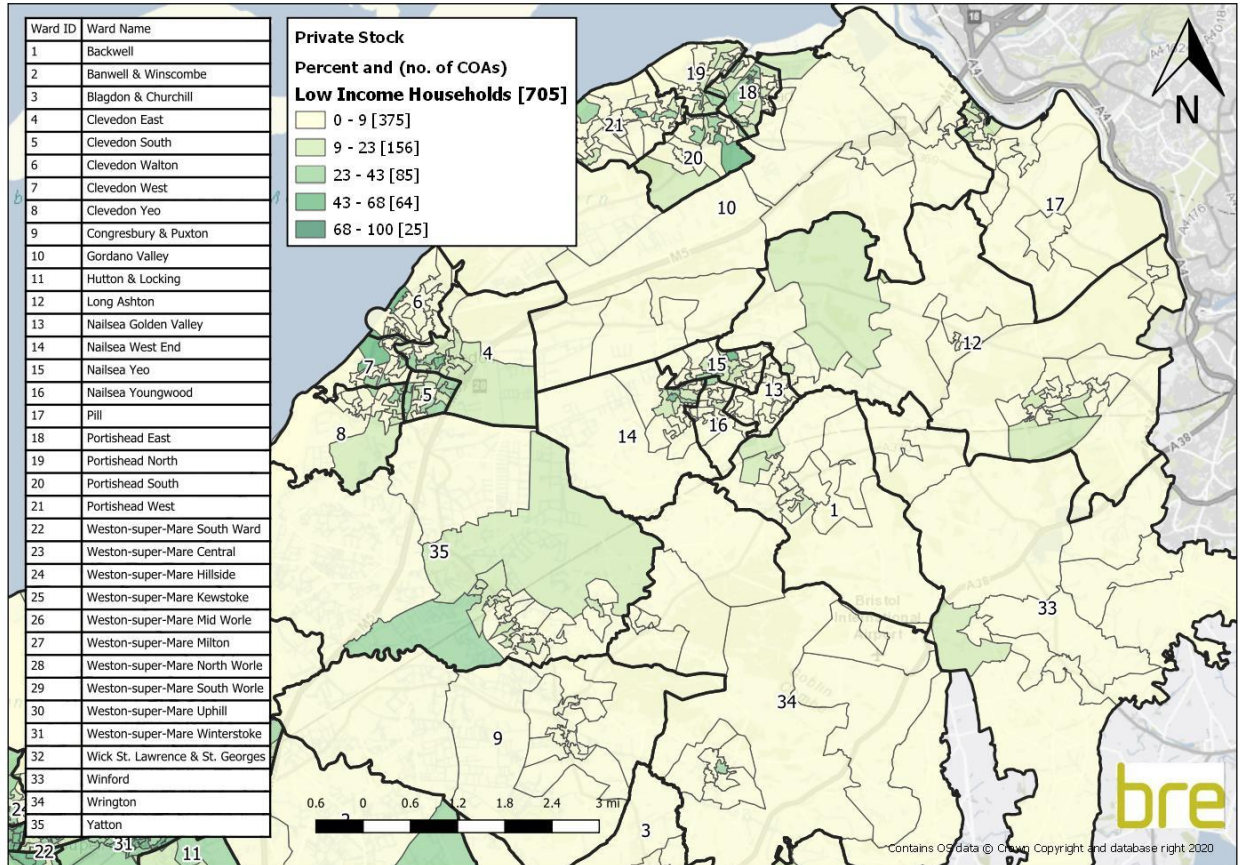 Ward ID Ward Name
1 Backwell
2 Banwell & Winscombe
3 Blagdon & Churchill
4 Clevedon East
5 Clevedon South
6 Clevedon Walton
7 Clevedon West
8 Clevedon Yeo
9 Congresbury & Puxton
10 Gordano Valley
11 Hutton & Locking
12 Long Ashton
13 Nailsea Golden Valley
14 Nailsea West End
15 Nailsea Yeo
16 Nailsea Youngwood
17 Pill
18 Portishead East
19 Portishead North
20 Portishead South
21 Portishead West
22 Weston-super-Mare South Ward
23 Weston-super-Mare Central
24 Weston-super-Mare Hillside
25 Weston-super-Mare Kewstoke
26 Weston-super-Mare Mid Worle
27 Weston-super-Mare Milton
28 Weston-super-Mare North Worle
29 Weston-super-Mare South Worle
30 Weston-super-Mare Uphill
31 Weston-super-Mare Winterstoke
32 Wick St. Lawrence & St. Georges
33 Winford
34 Wrington
35 Yatton
Private Stock
Percent and (no. of COAs)
Low Income Households [705]
0 - 9 [375]
9 - 23 [156]
23 - 43 [85]
43 - 68 [64]
68 - 100 [25]
N
18
A4
A4
A4176
M5
19
18
21
20
10
17
6
4
7
5
8
15
13
12
14
16
1
A38
35
M5
A38
Bristol
International
Airport
33
34
9
3
22
31
11
0.6 0 0.6 1.2 1.8 2.4 3 mi
bre
Contains OS data © Crown Copyright and database right 2020